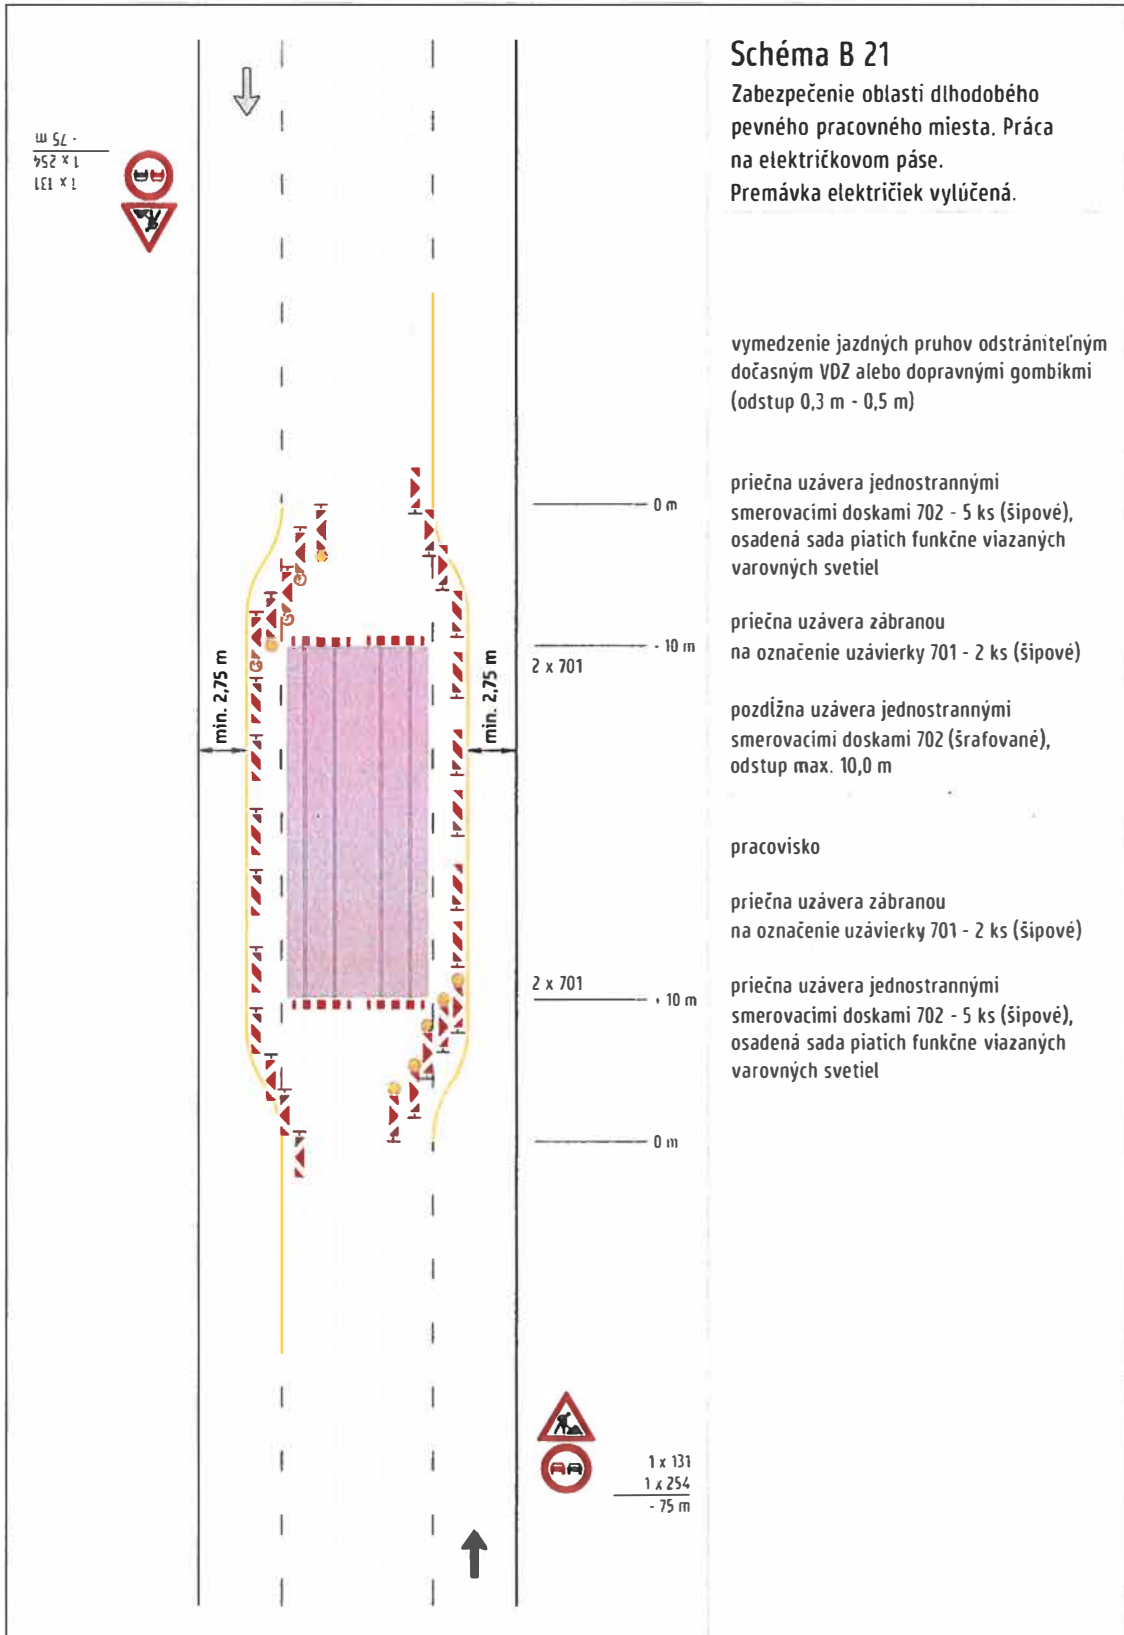 Schéma B 21
Zabezpečenie oblasti dlhodobého
pevného pracovného miesta. Práca
na električkovom páse.
Premávka električiek vylúčená.
1 x 131
1 x 254
- 75 m
vymedzenie jazdných pruhov odstrániteľným
dočasným VDZ alebo dopravnými gombíkmi
(odstup 0,3 m - 0,5 m)
0 m
priečna uzávera jednostrannými
smerovacími doskami 702 - 5 ks (šípové),
osadená sada piatich funkčne viazaných
varovných svetiel
- 10 m
2 x 701
priečna uzávera zábranou
na označenie uzávierky 701 - 2 ks (šípové)
min. 2,75 m
min. 2,75 m
pozdĺžna uzávera jednostrannými
smerovacími doskami 702 (šrafované),
odstup max. 10,0 m
pracovisko
priečna uzávera zábranou
na označenie uzávierky 701 - 2 ks (šípové)
2 x 701
+ 10 m
priečna uzávera jednostrannými
smerovacími doskami 702 - 5 ks (šípové),
osadená sada piatich funkčne viazaných
varovných svetiel
0 m
1 x 131
1 x 254
- 75 m